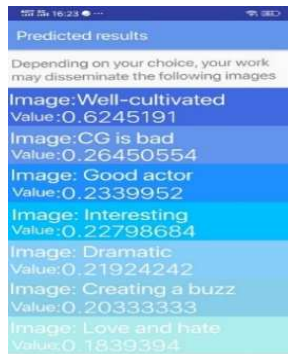 16:23
Predicted results
Depending on your choice, your work
may disseminate the following images
Image:Well-cultivated
Value:0.6245191
Image:CG is bad
Value:0.26450554
Image: Good actor
Value:0.2339952
Image: Interesting
Value:0.22798684
Image: Dramatic
Value:0.21924242
Image: Creating a buzz
Value:0.20333333
Image: Love and hate
Value:0.1839394